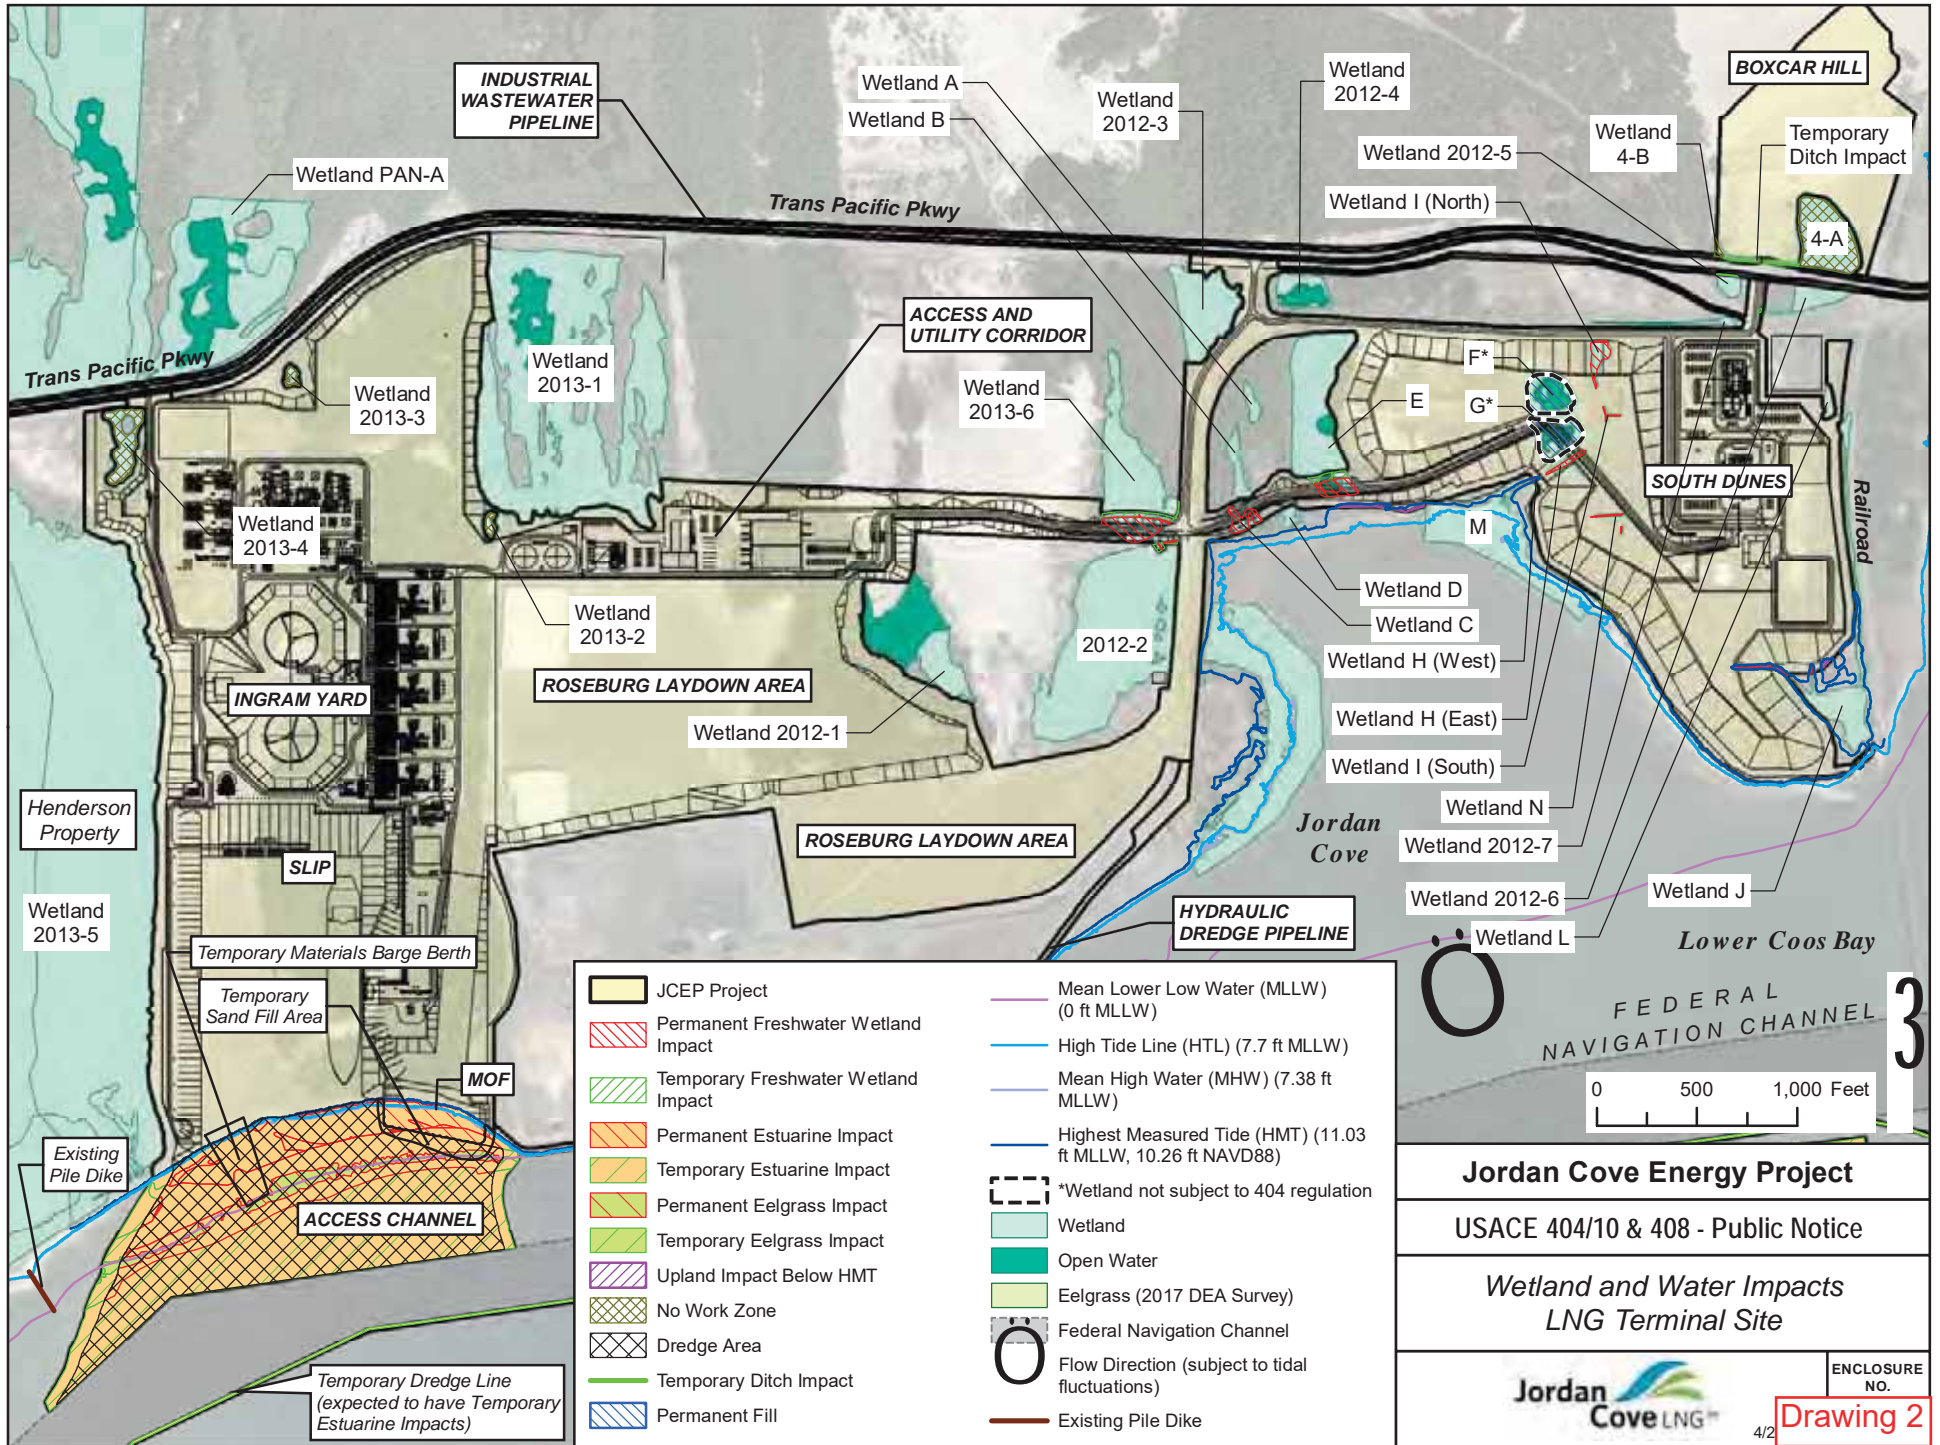 BOXCAR HILL
INDUSTRIAL
WASTEWATER
PIPELINE
Wetland A
Wetland B
Wetland
2012-3
Wetland
2012-4
Wetland 2012-5
Wetland
4-B
Temporary
Ditch Impact
Wetland PAN-A
Wetland I (North)
Trans Pacific Pkwy
4-A
Trans Pacific Pkwy
Wetland
2013-3
Wetland
2013-1
ACCESS AND
UTILITY CORRIDOR
Wetland
2013-6
E
F*
G*
SOUTH DUNES
Railroad
Wetland
2013-4
Wetland
2013-2
M
Wetland D
Wetland C
2012-2
Wetland H (West)
INGRAM YARD
ROSEBURG LAYDOWN AREA
Wetland 2012-1
Wetland H (East)
Wetland I (South)
Wetland N
Henderson
Property
SLIP
ROSEBURG LAYDOWN AREA
Jordan
Cove
Wetland 2012-7
Wetland 2012-6
Wetland J
Wetland L
Wetland
2013-5
HYDRAULIC
DREDGE PIPELINE
Lower Coos Bay
FEDERAL
NAVIGATION CHANNEL
Ö
3
Temporary Materials Barge Berth
Temporary
Sand Fill Area
MOF
Existing
Pile Dike
ACCESS CHANNEL
Temporary Dredge Line
(expected to have Temporary
Estuarine Impacts)
JCEP Project
Permanent Freshwater Wetland
Impact
Temporary Freshwater Wetland
Impact
Permanent Estuarine Impact
Temporary Estuarine Impact
Permanent Eelgrass Impact
Temporary Eelgrass Impact
Upland Impact Below HMT
No Work Zone
Dredge Area
Temporary Ditch Impact
Permanent Fill
Mean Lower Low Water (MLLW)
(0 ft MLLW)
High Tide Line (HTL) (7.7 ft MLLW)
Mean High Water (MHW) (7.38 ft
MLLW)
Highest Measured Tide (HMT) (11.03
ft MLLW, 10.26 ft NAVD88)
*Wetland not subject to 404 regulation
Wetland
Open Water
Eelgrass (2017 DEA Survey)
Federal Navigation Channel
Ö
Flow Direction (subject to tidal
fluctuations)
Existing Pile Dike
0 500 1,000 Feet
Jordan Cove Energy Project
USACE 404/10 & 408 - Public Notice
Wetland and Water Impacts
LNG Terminal Site
Jordan
Cove LNG
ENCLOSURE
NO.
4/2
Drawing 2